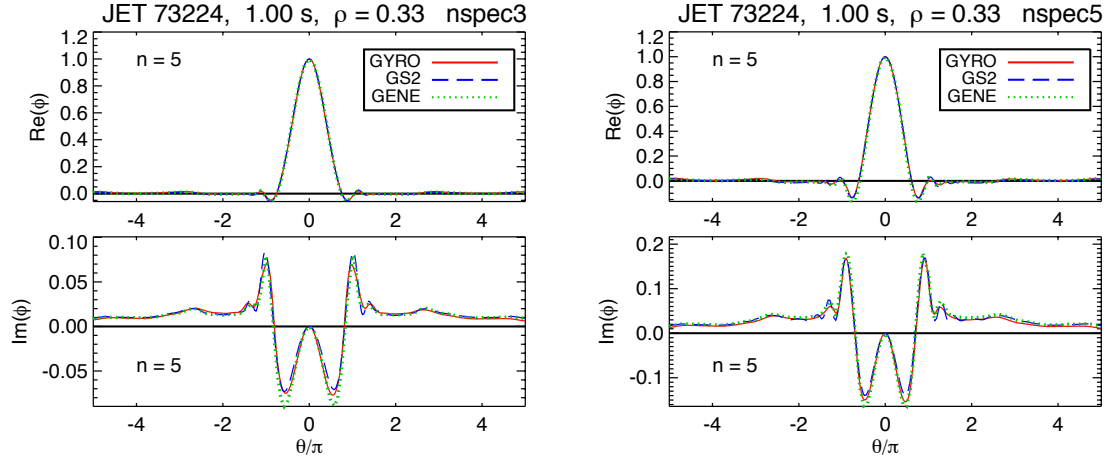 JET 73224, 1.00 s, ρ = 0.33 nspec3
1.2
1.0
0.8
0.6
0.4
0.2
0.0
Re(ϕ)
n = 5
GYRO
GS2
GENE
-4 -2 0 2 4
0.10
0.05
0.00
-0.05
Im(ϕ)
n = 5
-4 -2 0 2 4
θ/π
JET 73224, 1.00 s, ρ = 0.33 nspec5
1.2
1.0
0.8
0.6
0.4
0.2
0.0
Re(ϕ)
n = 5
GYRO
GS2
GENE
-4 -2 0 2 4
0.2
0.1
0.0
-0.1
Im(ϕ)
n = 5
-4 -2 0 2 4
θ/π